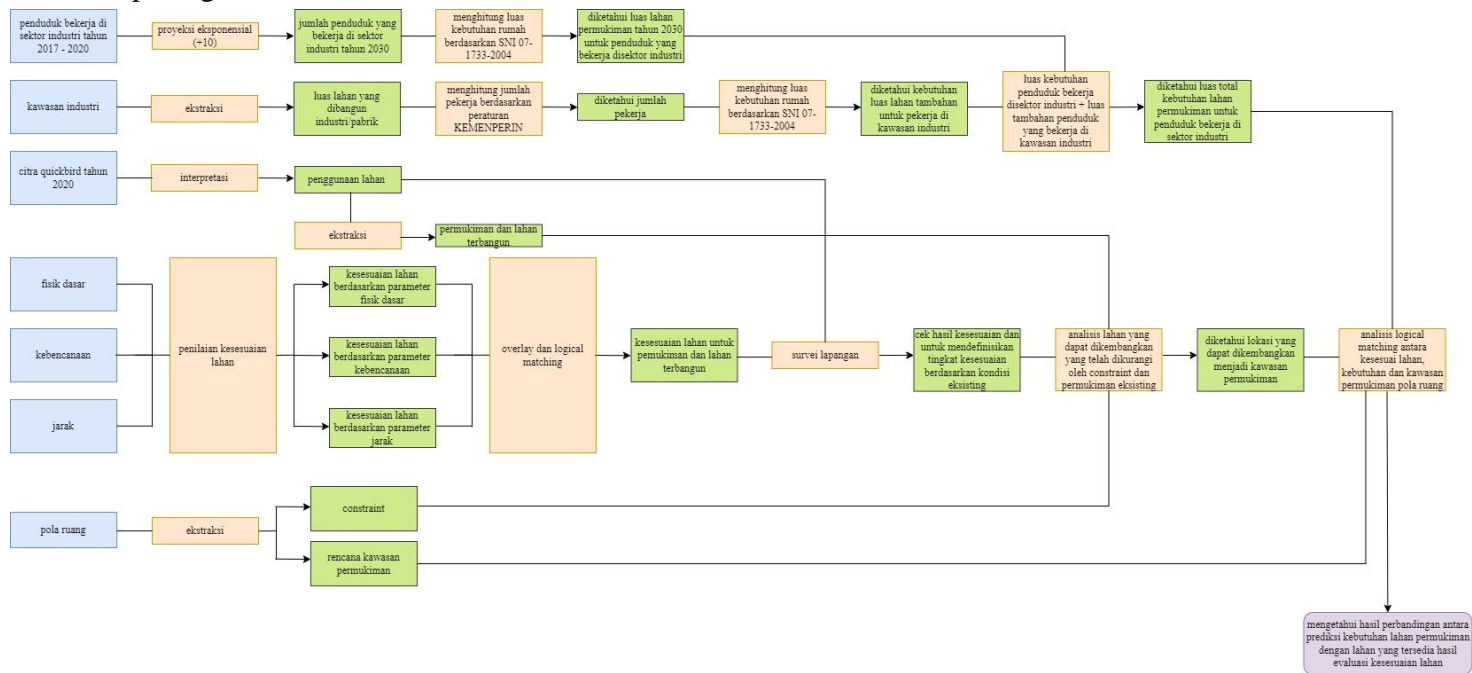 penduduk bekerja di
sektor industri tahun
2017 - 2020
proyeksi eksponensial
(+10)
jumlah penduduk yang
bekerja di sektor
industri tahun 2030
menghitung luas
kebutuhan rumah
berdasarkan SNI 07-
1733-2004
diketahui luas lahan
permukiman tahun 2030
untuk penduduk yang
bekerja disektor industri
kawasan industri
ekstraksi
luas lahan yang
dibangun
industri/pabrik
menghitung jumlah
pekerja berdasarkan
peraturan
KEMENPERIN
diketahui jumlah
pekerja
menghitung luas
kebutuhan rumah
berdasarkan SNI 07-
1733-2004
diketahui kebutuhan
luas lahan tambahan
untuk pekerja di
kawasan industri
luas kebutuhan
penduduk bekerja
disektor industri + luas
tambahan penduduk
yang bekerja di
kawasan industri
diketahui luas total
kebutuhan lahan
permukiman untuk
penduduk bekerja di
sektor industri
citra quickbird tahun
2020
interpretasi
penggunaan lahan
ekstraksi
permukiman dan lahan
terbangun
fisik dasar
kebencanaan
jarak
penilaian kesesuaian
lahan
kesesuaian lahan
berdasarkan parameter
fisik dasar
kesesuaian lahan
berdasarkan parameter
kebencanaan
kesesuaian lahan
berdasarkan parameter
jarak
overlay dan logical
matching
kesesuaian lahan untuk
pemukiman dan lahan
terbangun
survei lapangan
cek hasil kesesuaian dan
untuk mendefinisikan
tingkat kesesuaian
berdasarkan kondisi
eksisting
analisis lahan yang
dapat dikembangkan
yang telah dikurangi
oleh constraint dan
permukiman eksisting
diketahui lokasi yang
dapat dikembangkan
menjadi kawasan
permukiman
analisis logical
matching antara
kesesuai lahan,
kebutuhan dan kawasan
permukiman pola ruang
pola ruang
ekstraksi
constraint
rencana kawasan
permukiman
mengetahui hasil perbandingan antara
prediksi kebutuhan lahan permukiman
dengan lahan yang tersedia hasil
evaluasi kesesuaian lahan